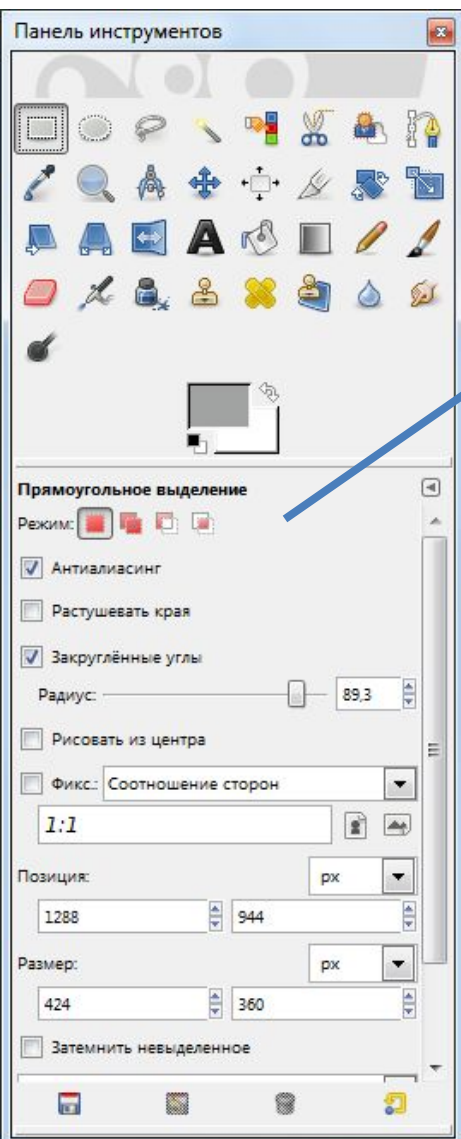 Панель инструментов
Прямоугольное выделение
Режим:
Антиалиасинг
Растушевать края
Закруглённые углы
Радиус: 89,3
Рисовать из центра
Фикс.: Соотношение сторон
1:1
Позиция: px
1288 944
Размер: px
424 360
Затемнить невыделенное